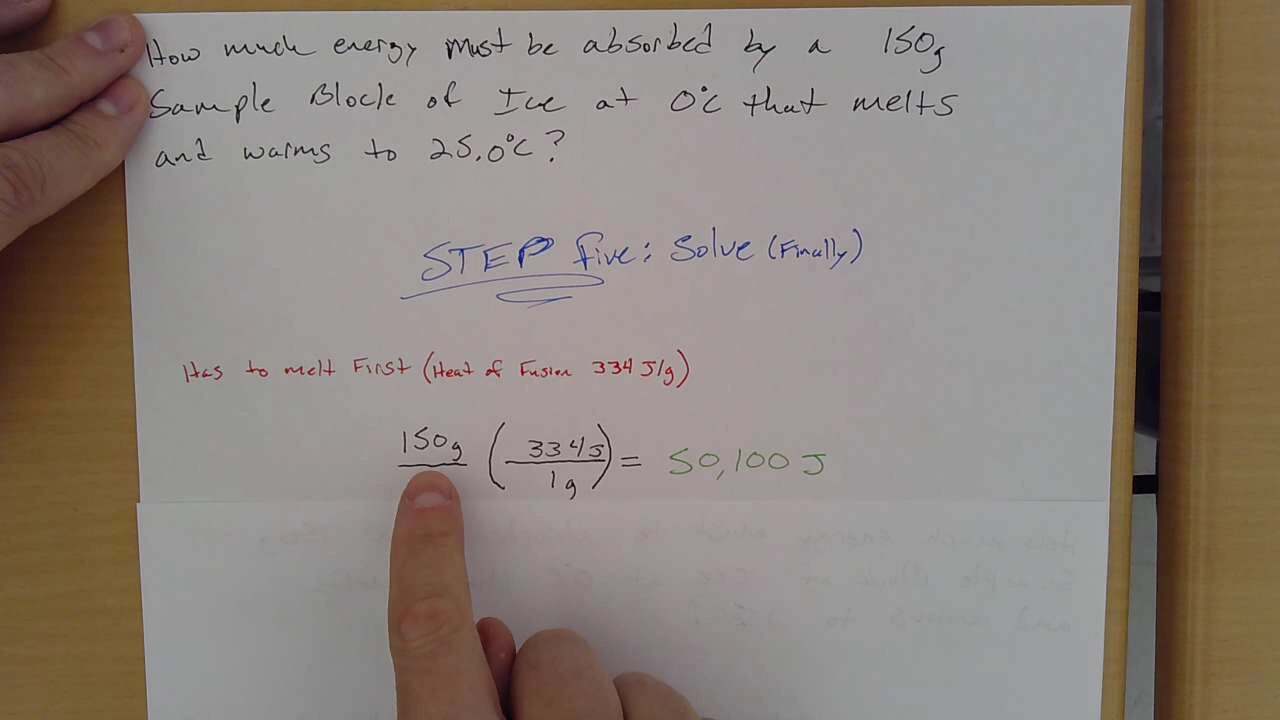 How much energy must be absorbed by a 150g
Sample Block of Ice at 0°C that melts
and warms to 25.0°C?
STEP five: Solve (Finally)
Has to melt First (Heat of Fusion 334 J/g)
150g (334J / 1g) = 50,100 J